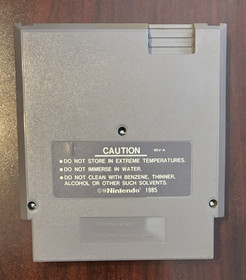 CAUTION REV-A
•DO NOT STORE IN EXTREME TEMPERATURES.
•DO NOT IMMERSE IN WATER.
•DO NOT CLEAN WITH BENZENE, THINNER,
ALCOHOL OR OTHER SUCH SOLVENTS.
©®Nintendo® 1985